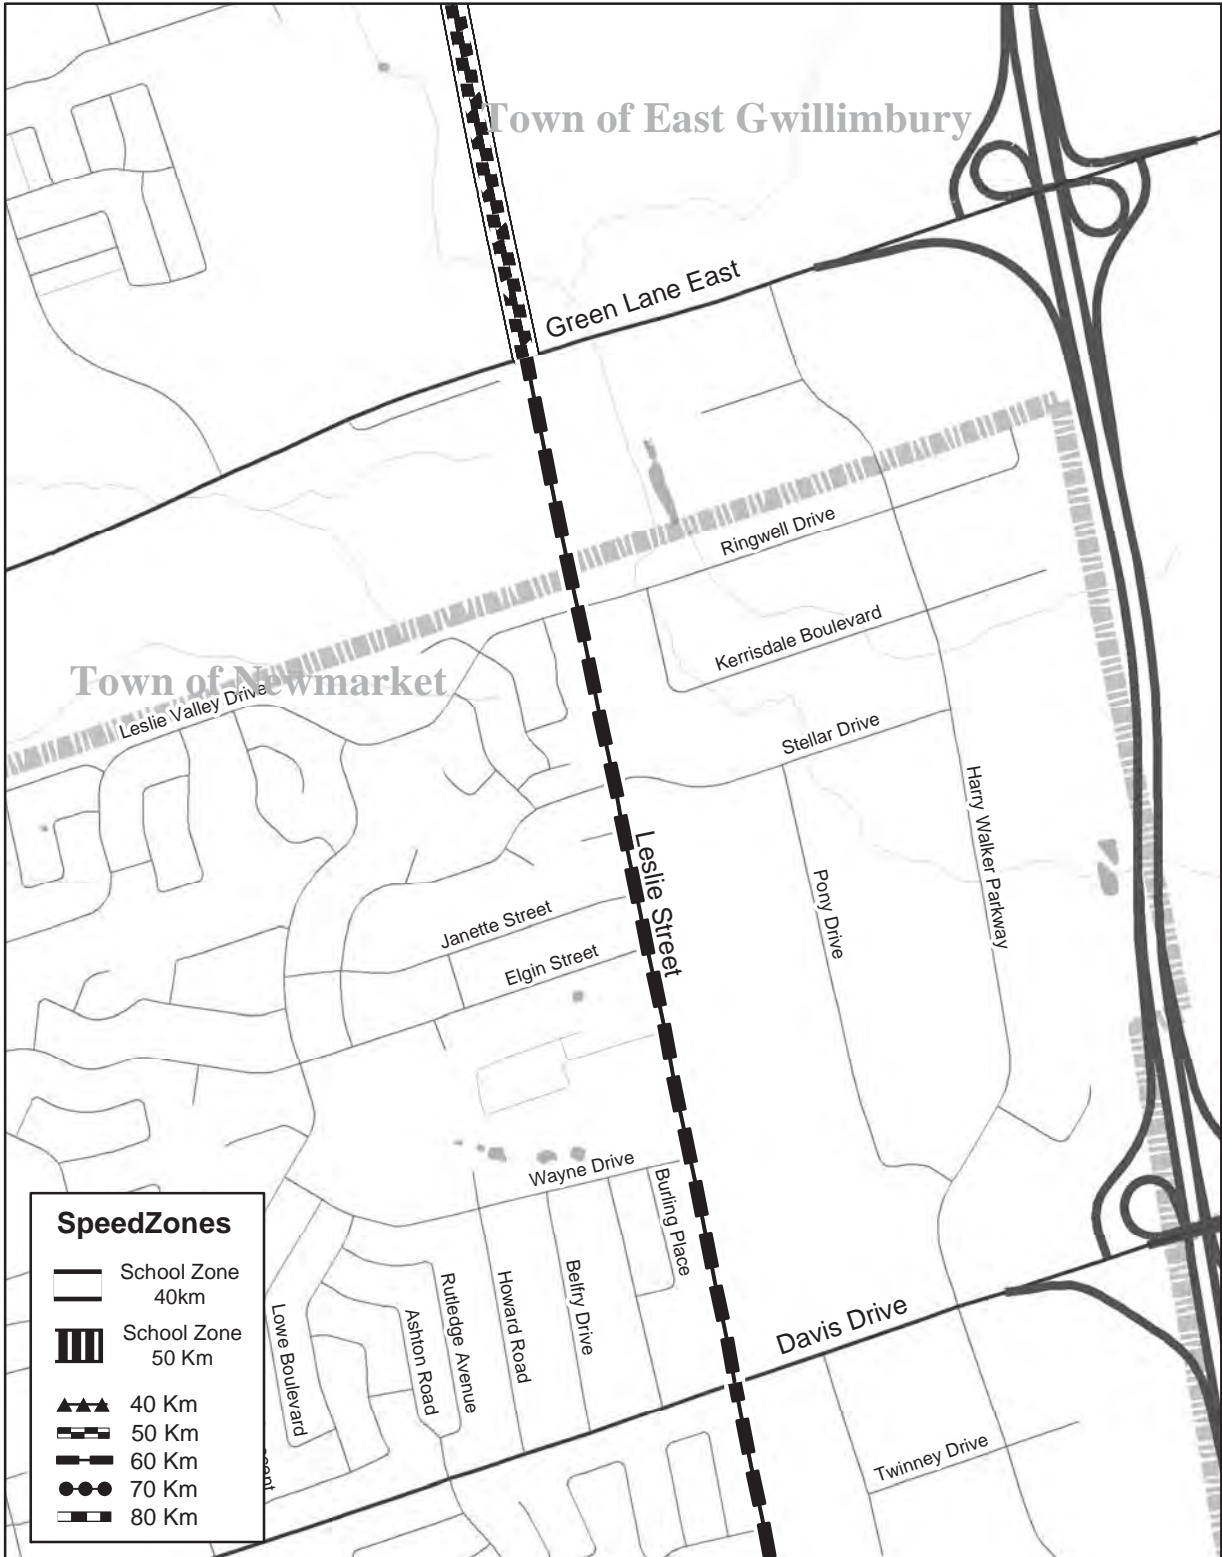 Town of East Gwillimbury
Green Lane East
Ringwell Drive
Kerrisdale Boulevard
Town of Newmarket
Leslie Valley Drive
Stellar Drive
Harry Walker Parkway
Leslie Street
Pony Drive
Janette Street
Elgin Street
Wayne Drive
Burling Place
Belfry Drive
Howard Road
Rutledge Avenue
Ashton Road
Lowe Boulevard
Davis Drive
Twinney Drive
SpeedZones
School Zone
40km
School Zone
50 Km
40 Km
50 Km
60 Km
70 Km
80 Km